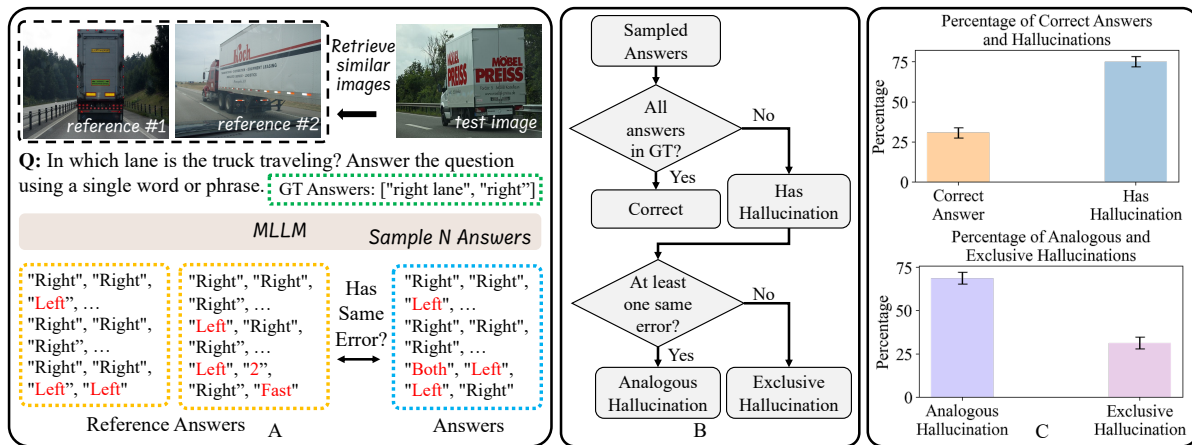 Retrieve
similar
images
reference #1
Koch
reference #2
MÖBEL
PREISS
MÖBEL
PREISS
test image
Q: In which lane is the truck traveling? Answer the question
using a single word or phrase.
GT Answers: ["right lane", "right”]
MLLM
Sample N Answers
"Right", "Right",
"Left”, …
"Right", "Right",
"Right”, …
"Right", "Right",
"Left”, "Left"
"Right", "Right",
"Right”, …
"Left", "Right",
"Right”, …
"Left", "2”,
"Right”, "Fast"
Has
Same
Error?
"Right", "Right",
"Left", …
"Right", "Right",
"Right, …
"Both", "Left",
"Left", "Right"
Reference Answers
A
Answers
Sampled
Answers
All
answers
in GT?
No
Yes
Correct
Has
Hallucination
At least
one same
error?
No
Yes
Analogous
Hallucination
Exclusive
Hallucination
B
Percentage of Correct Answers
and Hallucinations
Percentage
75
50
25
0
Correct
Answer
Has
Hallucination
Percentage of Analogous and
Exclusive Hallucinations
Percentage
75
50
25
0
Analogous
Hallucination
Exclusive
Hallucination
C